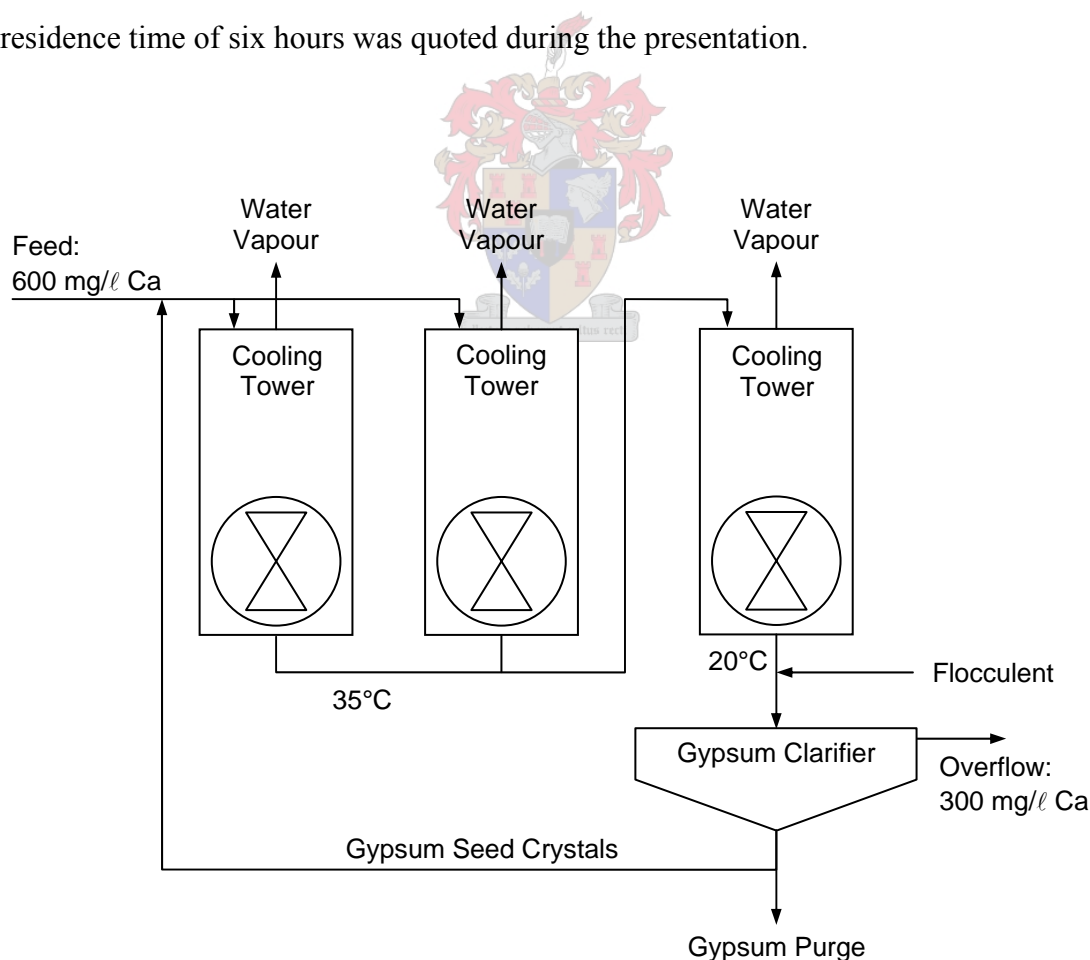 residence time of six hours was quoted during the presentation.
Water
Vapour
Water
Vapour
Water
Vapour
Feed:
600 mg/ℓ Ca
Cooling
Tower
Cooling
Tower
Cooling
Tower
35°C
20°C
Flocculent
Gypsum Clarifier
Overflow:
300 mg/ℓ Ca
Gypsum Seed Crystals
Gypsum Purge